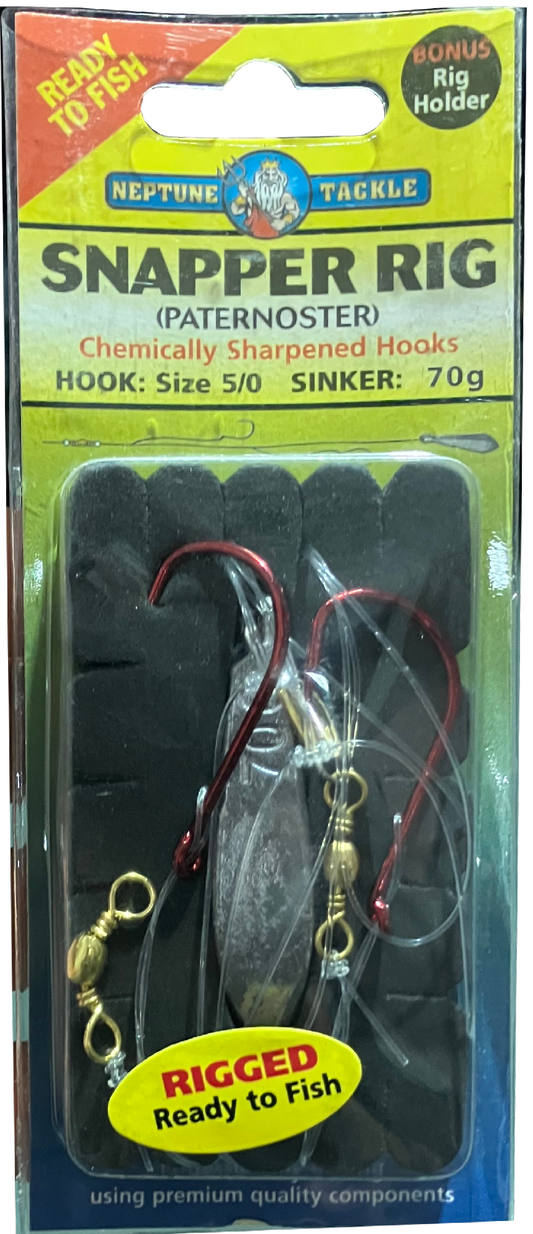 READY
TO FISH
BONUS
Rig
Holder
NEPTUNE TACKLE
SNAPPER RIG
(PATERNOSTER)
Chemically Sharpened Hooks
HOOK: Size 5/0 SINKER: 70g
RIGGED
Ready to Fish
using premium quality components